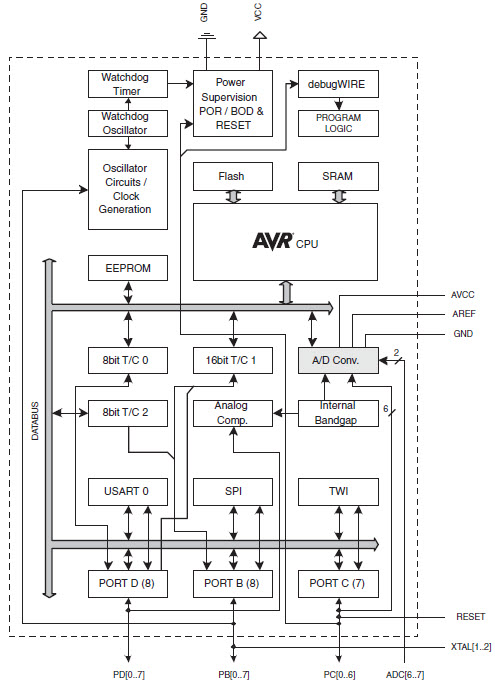 GND
VCC
Watchdog
Timer
Power
Supervision
POR / BOD &
RESET
debugWIRE
Watchdog
Oscillator
PROGRAM
LOGIC
Oscillator
Circuits /
Clock
Generation
Flash
SRAM
AVR CPU
EEPROM
AVCC
AREF
GND
8bit T/C 0
16bit T/C 1
A/D Conv.
2
8bit T/C 2
Analog
Comp.
Internal
Bandgap
6
DATABUS
USART 0
SPI
TWI
PORT D (8)
PORT B (8)
PORT C (7)
RESET
XTAL[1..2]
PD[0..7]
PB[0..7]
PC[0..6]
ADC[6..7]